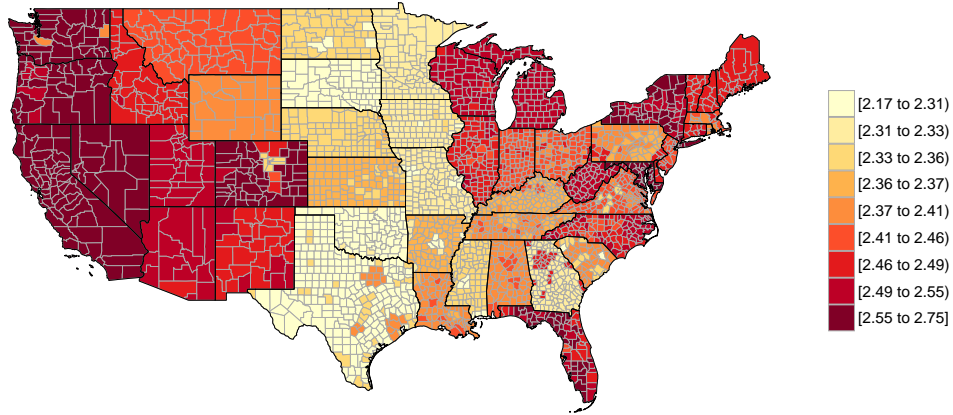 [2.17 to 2.31)
[2.31 to 2.33)
[2.33 to 2.36)
[2.36 to 2.37)
[2.37 to 2.41)
[2.41 to 2.46)
[2.46 to 2.49)
[2.49 to 2.55)
[2.55 to 2.75]